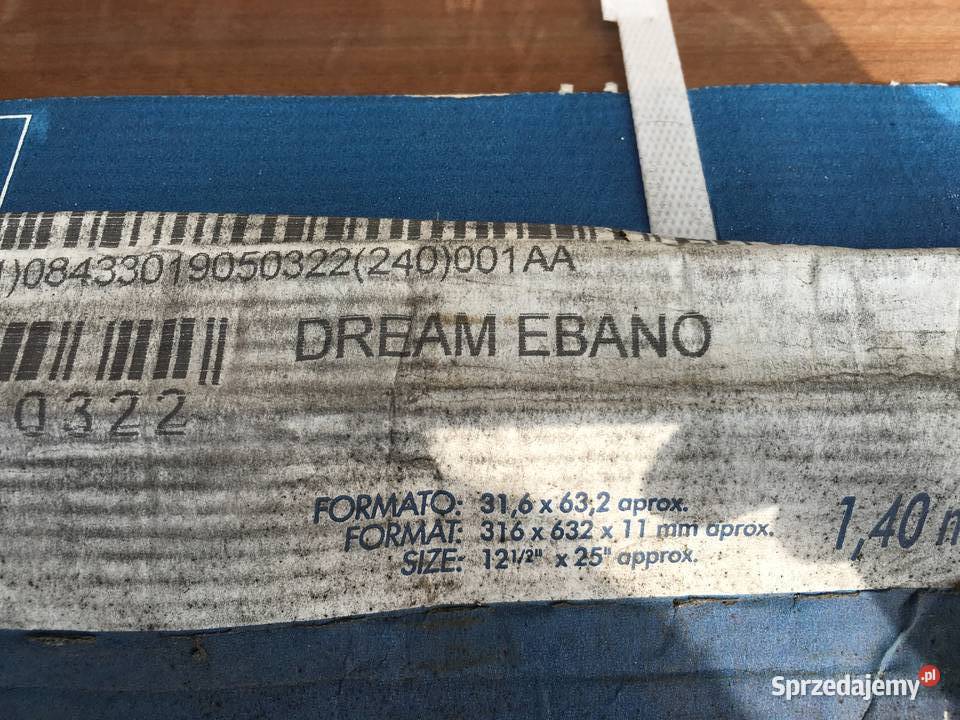 )08433019050322(240)001AA
DREAM EBANO
0322
FORMATO: 31,6 x 63,2 aprox.
FORMAT: 316 x 632 x 11 mm aprox.
SIZE: 12 1/2" x 25" approx.
1,40
Sprzedajemy.pl